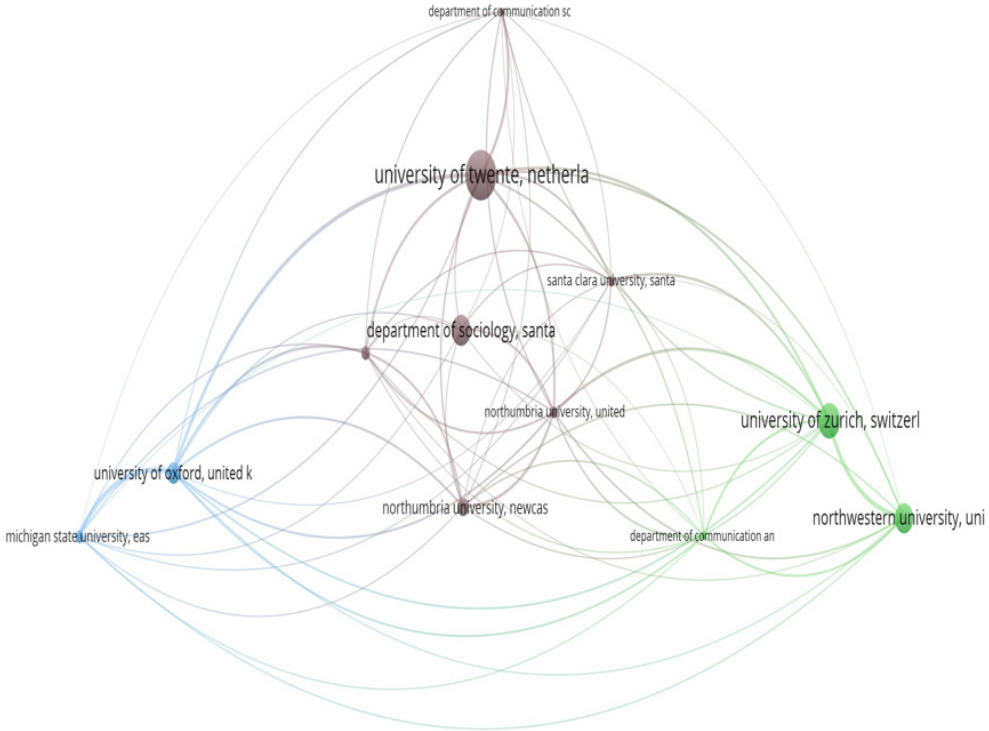 department of communication sc
university of twente, netherla
santa clara university, santa
department of sociology, santa
northumbria university, united
university of zurich, switzerl
university of oxford, united k
northumbria university, newcas
northwestern university, uni
michigan state university, eas
department of communication an